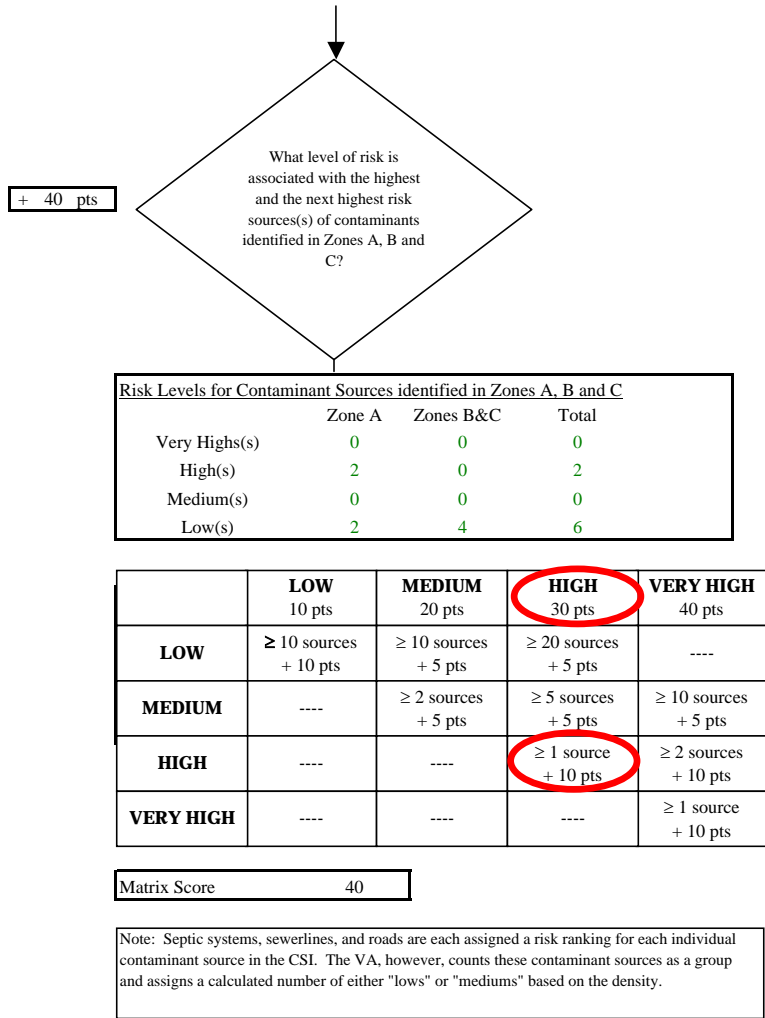 What level of risk is
associated with the highest
and the next highest risk
sources(s) of contaminants
identified in Zones A, B and
C?
+ 40 pts
Risk Levels for Contaminant Sources identified in Zones A, B and C
Zone A Zones B&C Total
Very Highs(s) 0 0 0
High(s) 2 0 2
Medium(s) 0 0 0
Low(s) 2 4 6
LOW MEDIUM HIGH VERY HIGH
10 pts 20 pts 30 pts 40 pts
LOW ≥ 10 sources ≥ 10 sources ≥ 20 sources ----
+ 10 pts + 5 pts + 5 pts
MEDIUM ---- ≥ 2 sources ≥ 5 sources ≥ 10 sources
+ 5 pts + 5 pts + 5 pts
HIGH ---- ---- ≥ 1 source ≥ 2 sources
+ 10 pts + 10 pts
VERY HIGH ---- ---- ---- ≥ 1 source
+ 10 pts
Matrix Score 40
Note: Septic systems, sewerlines, and roads are each assigned a risk ranking for each individual
contaminant source in the CSI. The VA, however, counts these contaminant sources as a group
and assigns a calculated number of either "lows" or "mediums" based on the density.